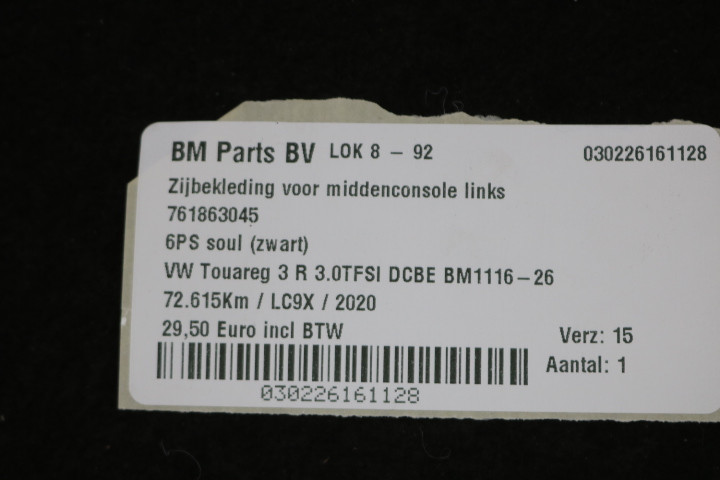 BM Parts BV LOK 8 - 92 030226161128
Zijbekleding voor middenconsole links
761863045
6PS soul (zwart)
VW Touareg 3 R 3.0TFSI DCBE BM1116-26
72.615Km / LC9X / 2020
29,50 Euro incl BTW Verz: 15
Aantal: 1
030226161128